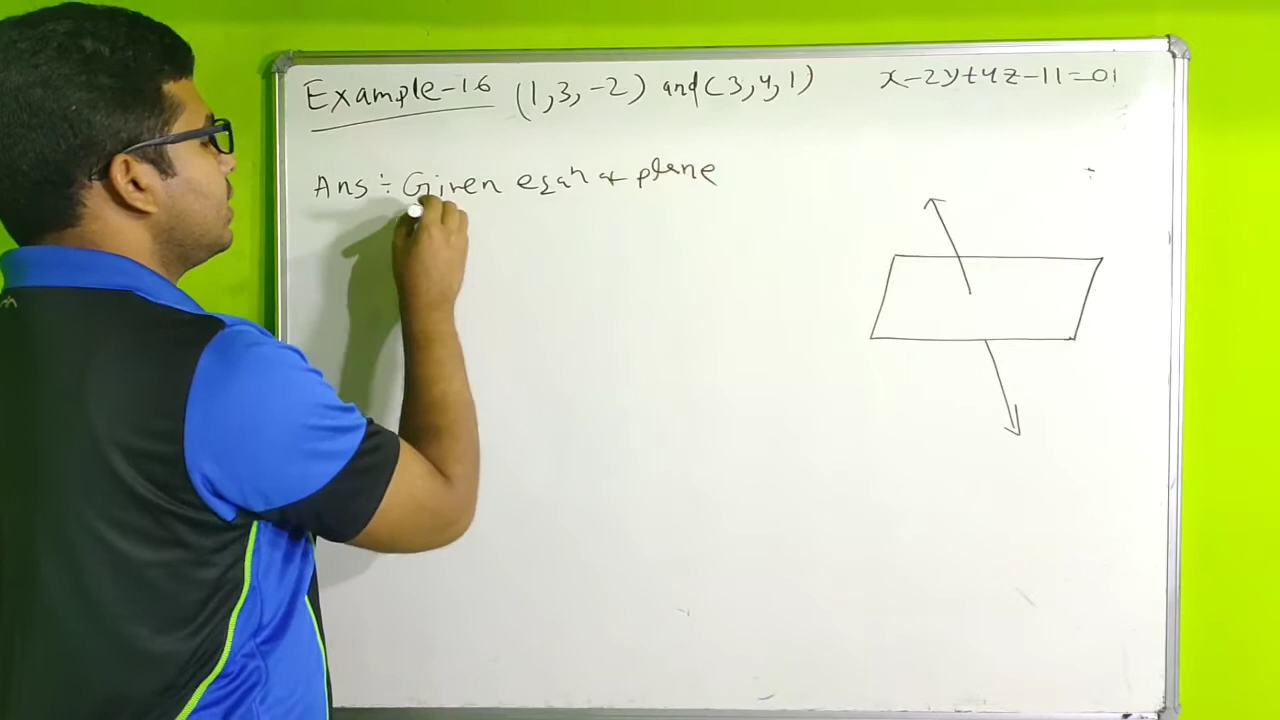 Example-16 (1,3,-2) and (3,4,1) x-2y+4z-11=0
Ans÷ Given eqn of plane